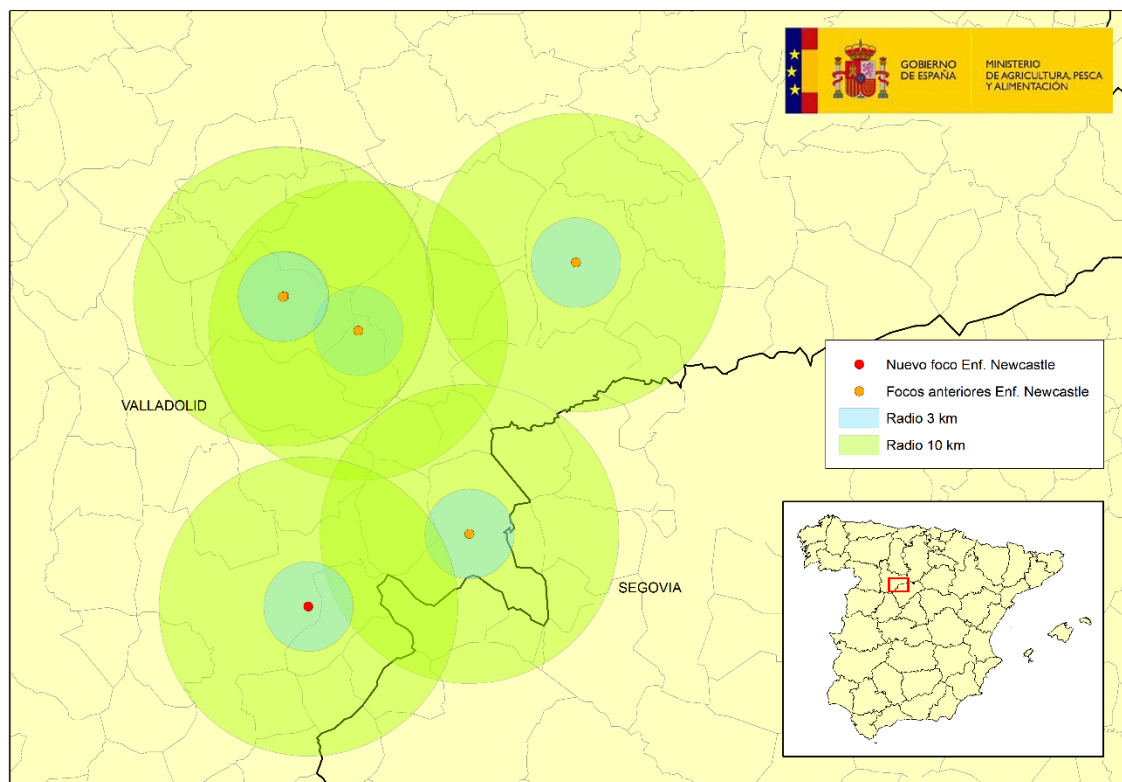 GOBIERNO
DE ESPAÑA
MINISTERIO
DE AGRICULTURA, PESCA
Y ALIMENTACIÓN
VALLADOLID
SEGOVIA
Nuevo foco Enf. Newcastle
Focos anteriores Enf. Newcastle
Radio 3 km
Radio 10 km